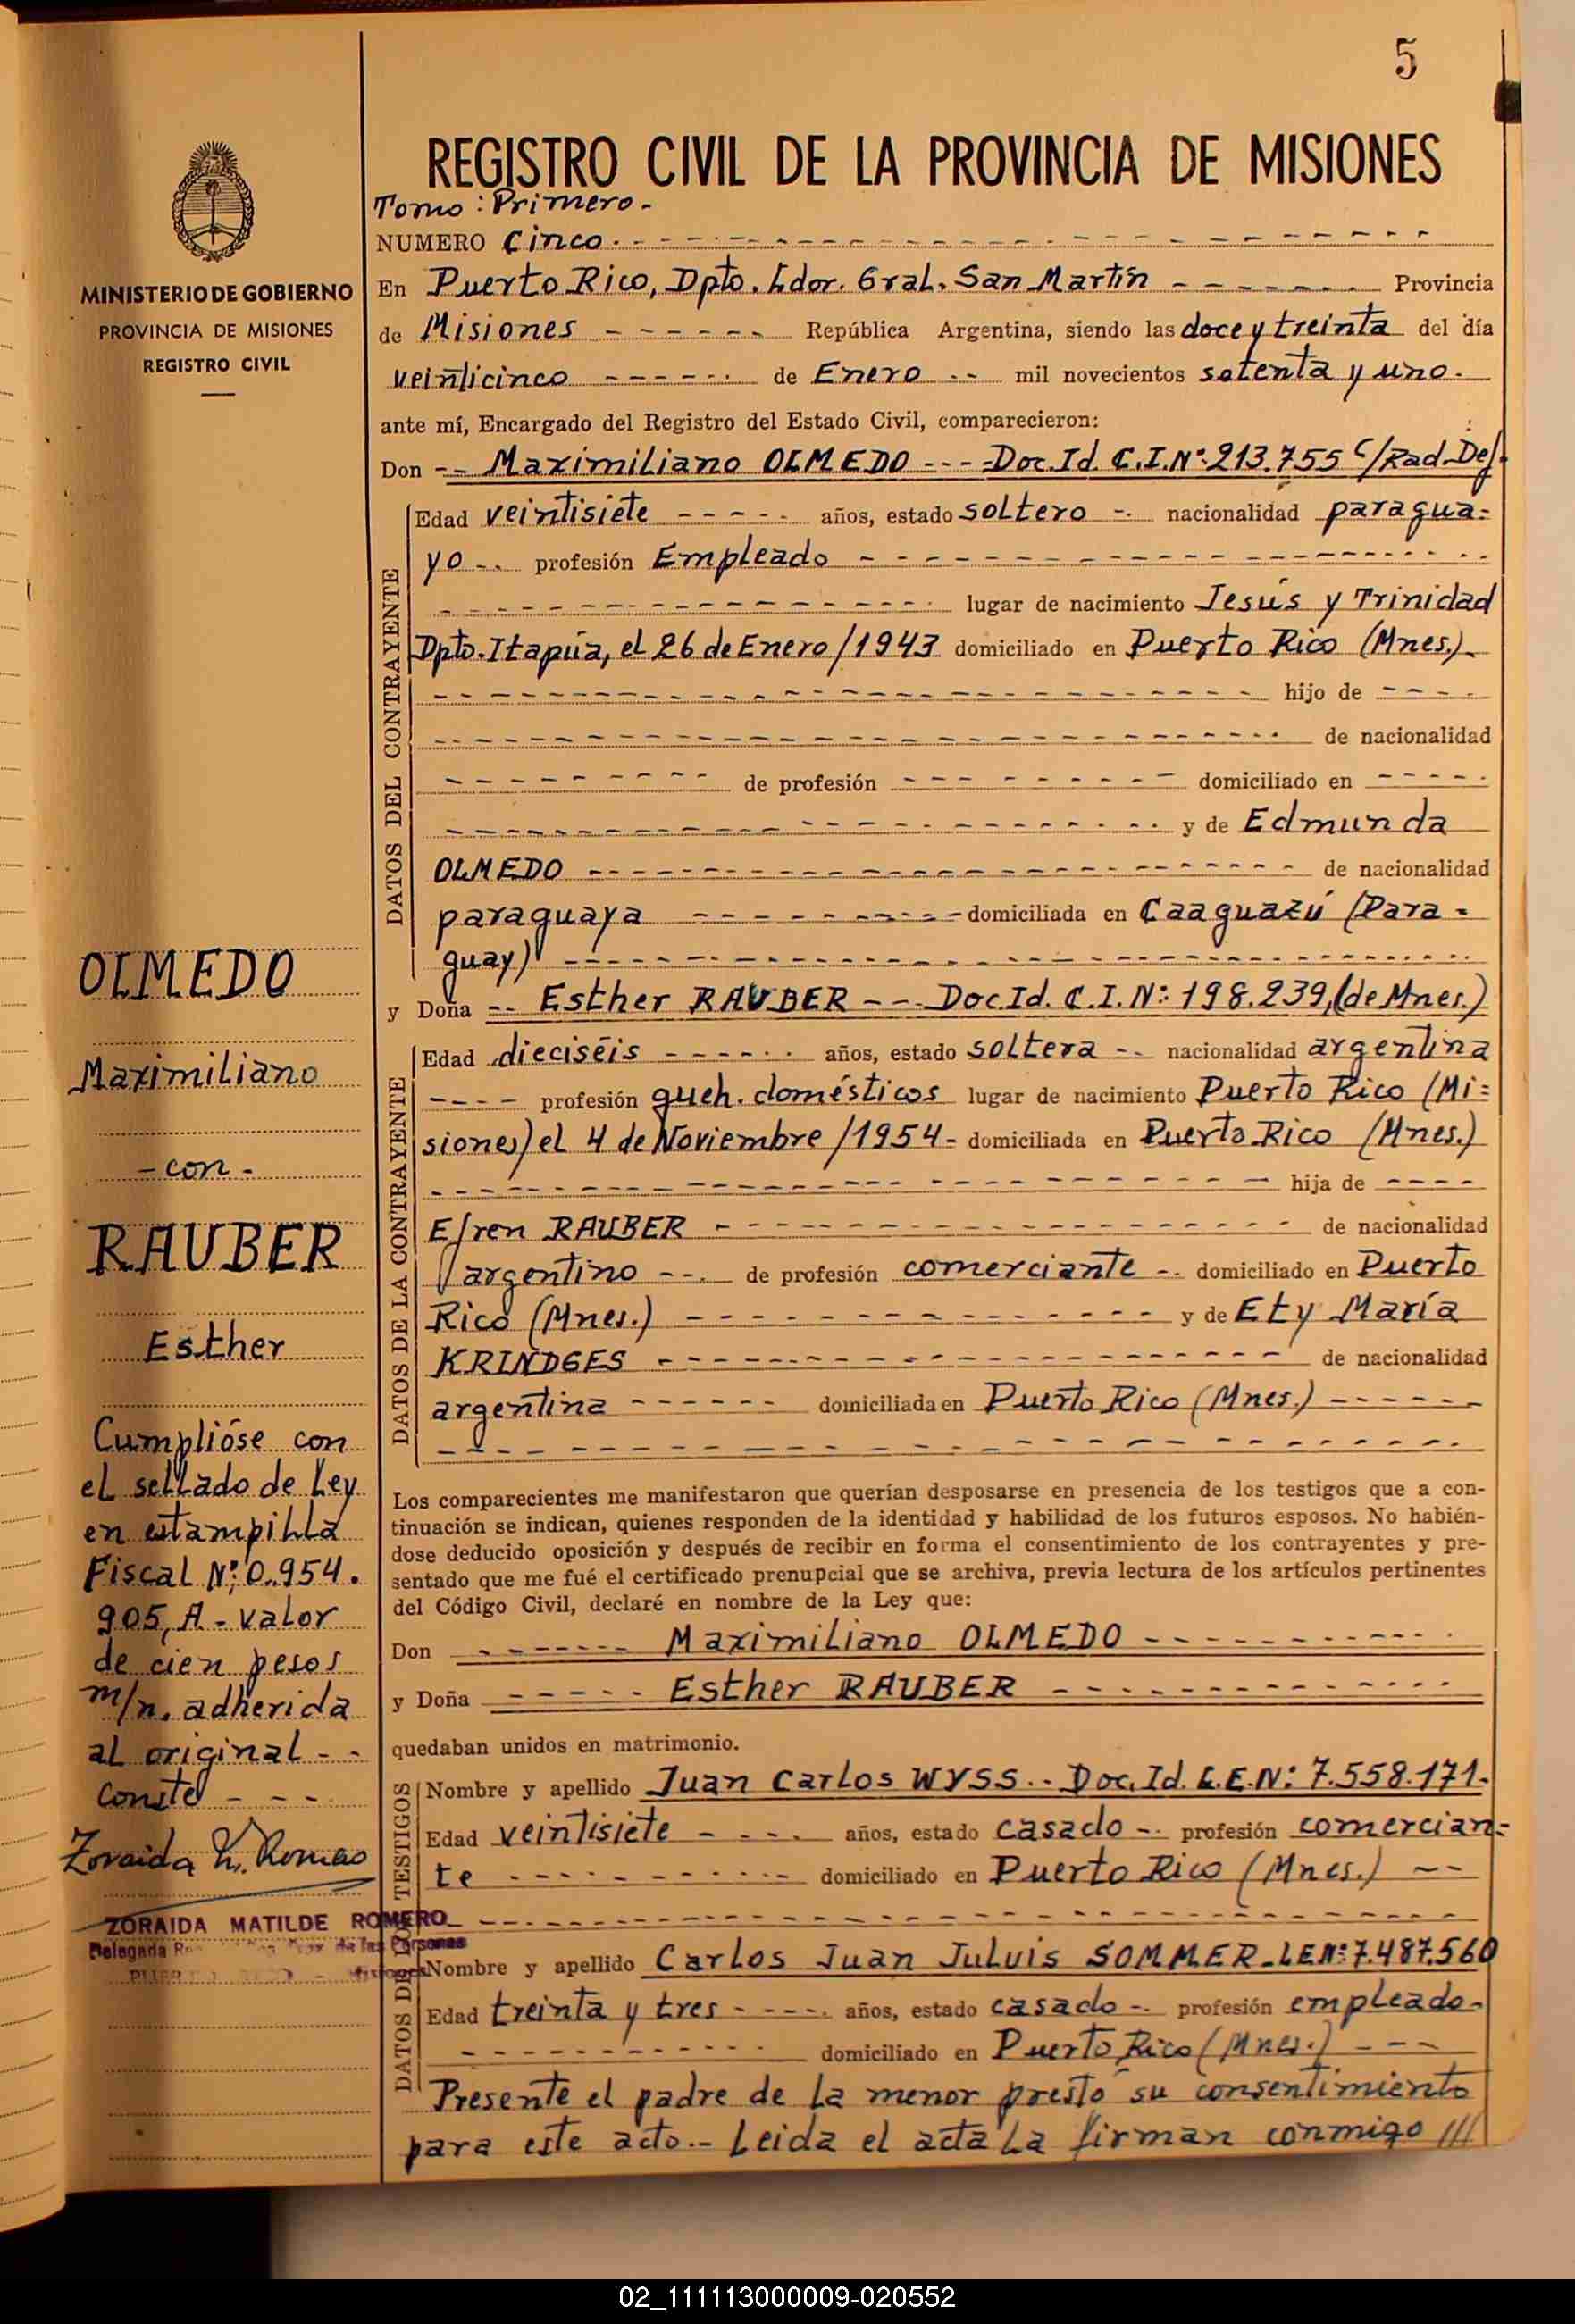 5
REGISTRO CIVIL DE LA PROVINCIA DE MISIONES
Tomo: Primero.-
MINISTERIO DE GOBIERNO
PROVINCIA DE MISIONES
REGISTRO CIVIL
NUMERO Cinco.
En Puerto Rico, Dpto. Ldor. Gral. San Martín Provincia
de Misiones República Argentina, siendo las doce y treinta del día
veinticinco de Enero mil novecientos setenta y uno.
ante mí, Encargado del Registro del Estado Civil, comparecieron:
Don -- Maximiliano OLMEDO --- Doc. Id. C.I. Nº: 213.755 C/Rad. Def.
DATOS DEL CONTRAYENTE
Edad veintisiete años, estado soltero -. nacionalidad paragua=
yo -.. profesión Empleado
lugar de nacimiento Jesús y Trinidad
Dpto. Itapúa, el 26 de Enero/1943 domiciliado en Puerto Rico (Mnes.)-
hijo de
de nacionalidad
de profesión domiciliado en
y de Edmunda
OLMEDO de nacionalidad
paraguaya domiciliada en Caaguazú (Para=
guay)
y Doña -- Esther RAUBER --- Doc Id. C.I. Nº: 198.239, (de Mnes.)
DATOS DE LA CONTRAYENTE
Edad dieciséis años, estado soltera -- nacionalidad argentina
profesión queh. domésticos lugar de nacimiento Puerto Rico (Mi=
siones) el 4 de Noviembre/1954- domiciliada en Puerto Rico (Mnes.)
hija de
Efren RAUBER de nacionalidad
argentino --. de profesión comerciante -. domiciliado en Puerto
Rico (Mnes.) y de Ety María
KRINDGES de nacionalidad
argentina domiciliada en Puerto Rico (Mnes.)
Los comparecientes me manifestaron que querían desposarse en presencia de los testigos que a con-
tinuación se indican, quienes responden de la identidad y habilidad de los futuros esposos. No habién-
dose deducido oposición y después de recibir en forma el consentimiento de los contrayentes y pre-
sentado que me fué el certificado prenupcial que se archiva, previa lectura de los artículos pertinentes
del Código Civil, declaré en nombre de la Ley que:
Don Maximiliano OLMEDO
y Doña Esther RAUBER
quedaban unidos en matrimonio.
DATOS DE LOS TESTIGOS
Nombre y apellido Juan Carlos WYSS.. Doc. Id. L.E. Nº: 7.558.171.
Edad veintisiete años, estado casado -. profesión comercian=
te domiciliado en Puerto Rico (Mnes.) --
Nombre y apellido Carlos Juan Juluis SOMMER - L.E Nº: 7.487.560
Edad treinta y tres años, estado casado -. profesión empleado-
domiciliado en Puerto Rico (Mnes.)
Presente el padre de la menor prestó su consentimiento
para este acto.- Leida el acta la firman conmigo ///
OLMEDO
Maximiliano
- con -
RAUBER
Esther
Cumplióse con
el sellado de Ley
en estampilla
Fiscal Nº: 0.954.
905, A - valor
de cien pesos
m/n. adherida
al original - -
Conste
Zoraida M. Romero
ZORAIDA MATILDE ROMERO
Delegada de las Personas
Misiones
02_111113000009-020552